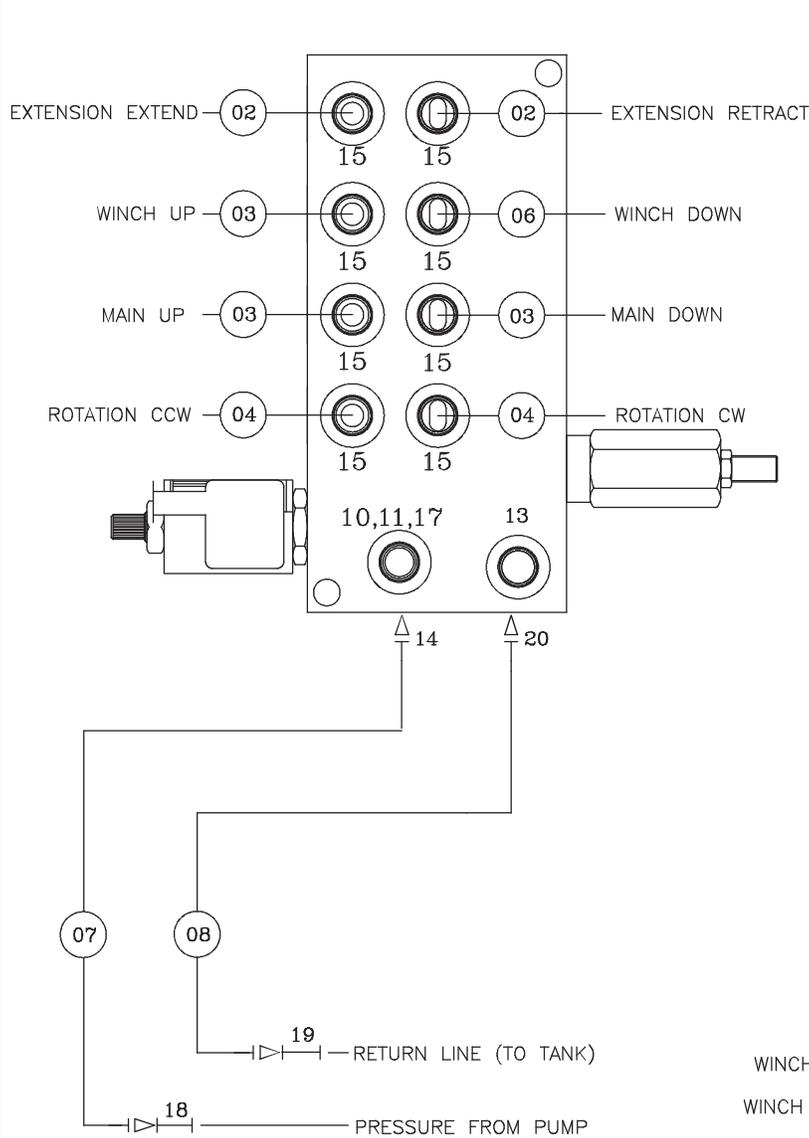 EXTENSION EXTEND 02 02 EXTENSION RETRACT
15 15
WINCH UP 03 06 WINCH DOWN
15 15
MAIN UP 03 03 MAIN DOWN
15 15
ROTATION CCW 04 04 ROTATION CW
15 15
10,11,17 13
14 20
07 08
19
RETURN LINE (TO TANK)
WINCH
18
WINCH
PRESSURE FROM PUMP